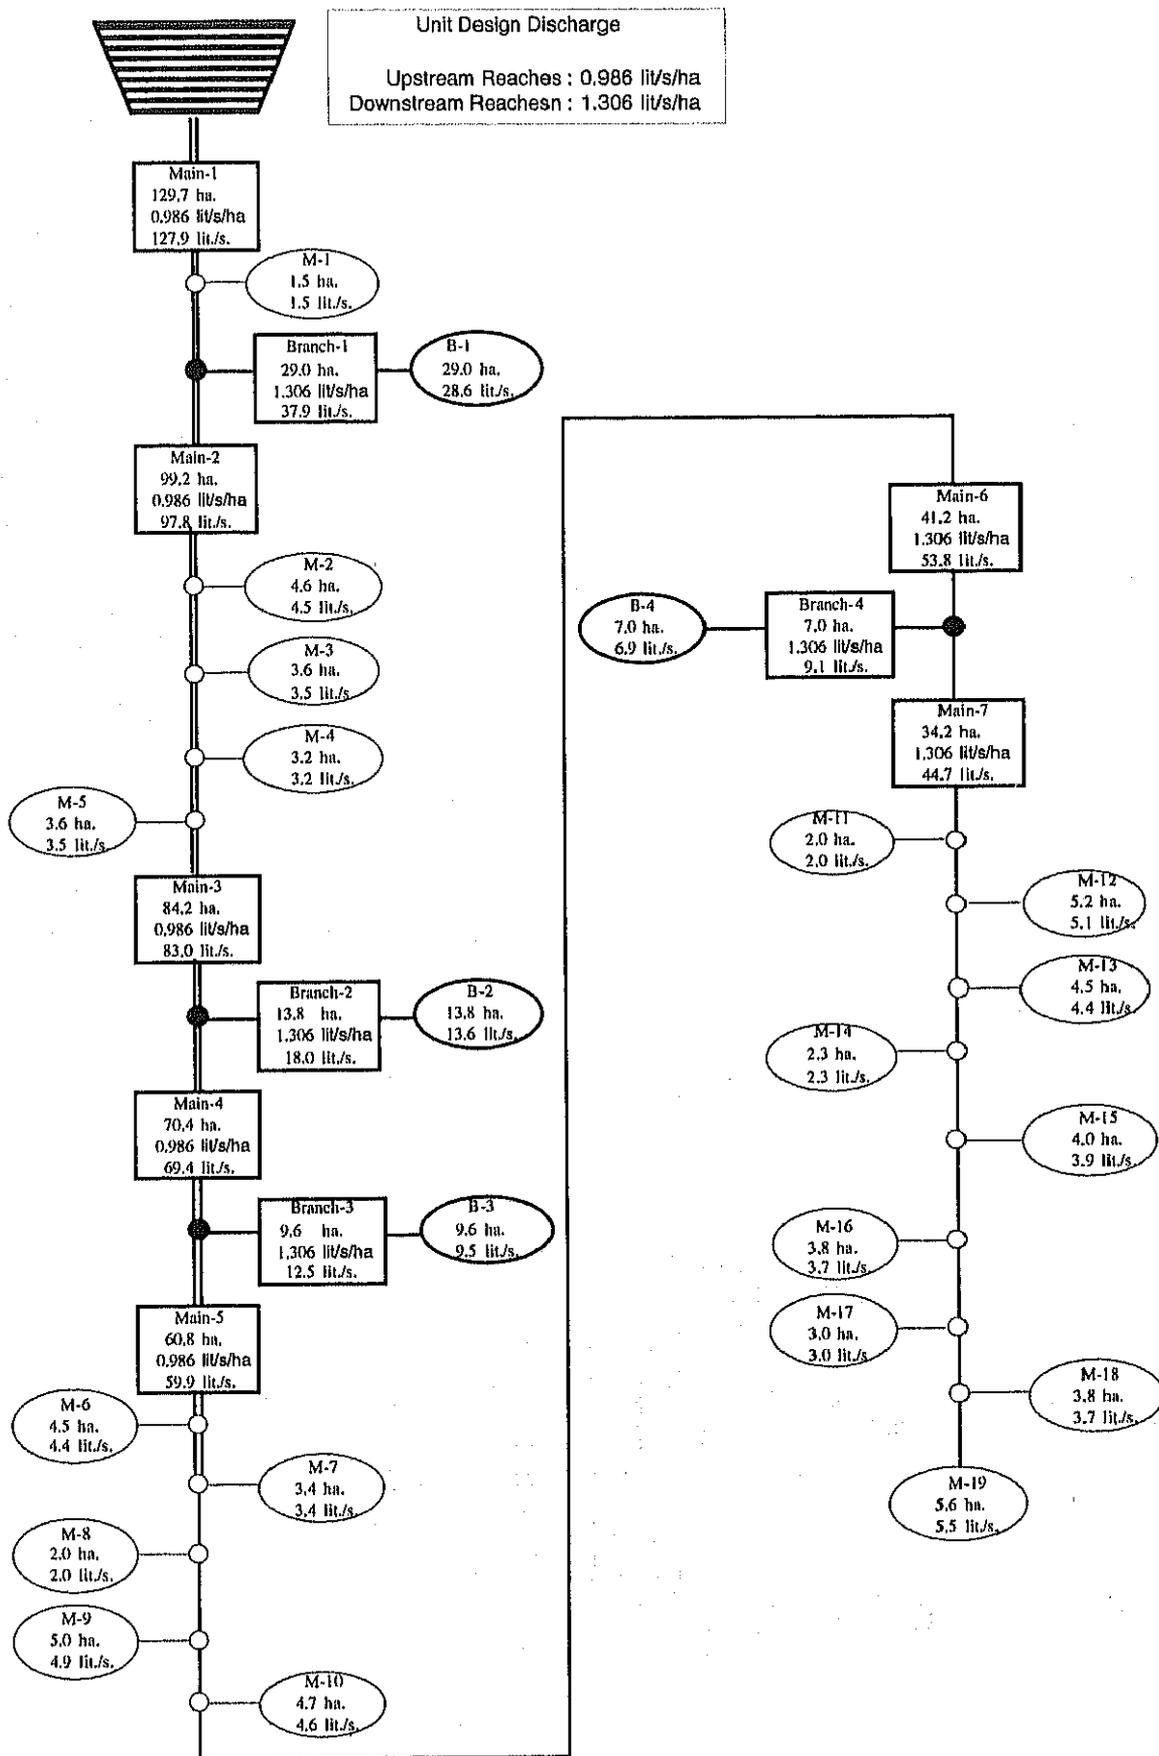 Unit Design Discharge
Upstream Reaches : 0.986 lit/s/ha
Downstream Reachesn : 1.306 lit/s/ha
Main-1
129.7 ha.
0.986 lit/s/ha
127.9 lit./s.
M-1
1.5 ha.
1.5 lit./s.
Branch-1
29.0 ha.
1.306 lit/s/ha
37.9 lit./s.
B-1
29.0 ha.
28.6 lit./s.
Main-2
99.2 ha.
0.986 lit/s/ha
97.8 lit./s.
M-2
4.6 ha.
4.5 lit./s.
M-3
3.6 ha.
3.5 lit./s
M-4
3.2 ha.
3.2 lit./s.
M-5
3.6 ha.
3.5 lit./s.
Main-3
84.2 ha.
0.986 lit/s/ha
83.0 lit./s.
Branch-2
13.8 ha.
1.306 lit/s/ha
18.0 lit./s.
B-2
13.8 ha.
13.6 lit./s.
Main-4
70.4 ha.
0.986 lit/s/ha
69.4 lit./s.
Branch-3
9.6 ha.
1.306 lit/s/ha
12.5 lit./s.
B-3
9.6 ha.
9.5 lit./s.
Main-5
60.8 ha.
0.986 lit/s/ha
59.9 lit./s.
M-6
4.5 ha.
4.4 lit./s.
M-7
3.4 ha.
3.4 lit./s.
M-8
2.0 ha.
2.0 lit./s.
M-9
5.0 ha.
4.9 lit./s.
M-10
4.7 ha.
4.6 lit./s.
Main-6
41.2 ha.
1.306 lit/s/ha
53.8 lit./s.
B-4
7.0 ha.
6.9 lit./s.
Branch-4
7.0 ha.
1.306 lit/s/ha
9.1 lit./s.
Main-7
34.2 ha.
1.306 lit/s/ha
44.7 lit./s.
M-11
2.0 ha.
2.0 lit./s.
M-12
5.2 ha.
5.1 lit./s.
M-13
4.5 ha.
4.4 lit./s.
M-14
2.3 ha.
2.3 lit./s.
M-15
4.0 ha.
3.9 lit./s.
M-16
3.8 ha.
3.7 lit./s.
M-17
3.0 ha.
3.0 lit./s
M-18
3.8 ha.
3.7 lit./s.
M-19
5.6 ha.
5.5 lit./s.